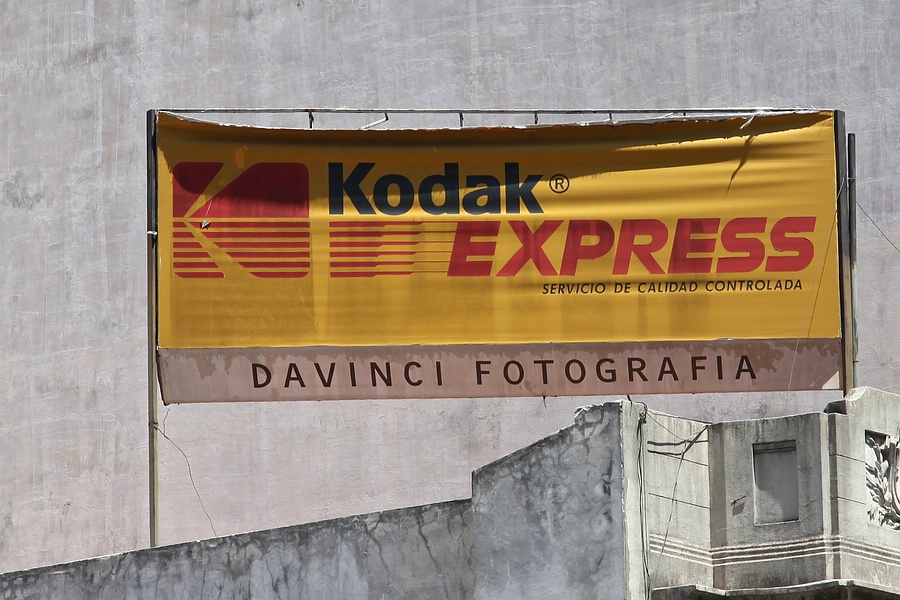 Kodak®
EXPRESS
SERVICIO DE CALIDAD CONTROLADA
DAVINCI FOTOGRAFIA